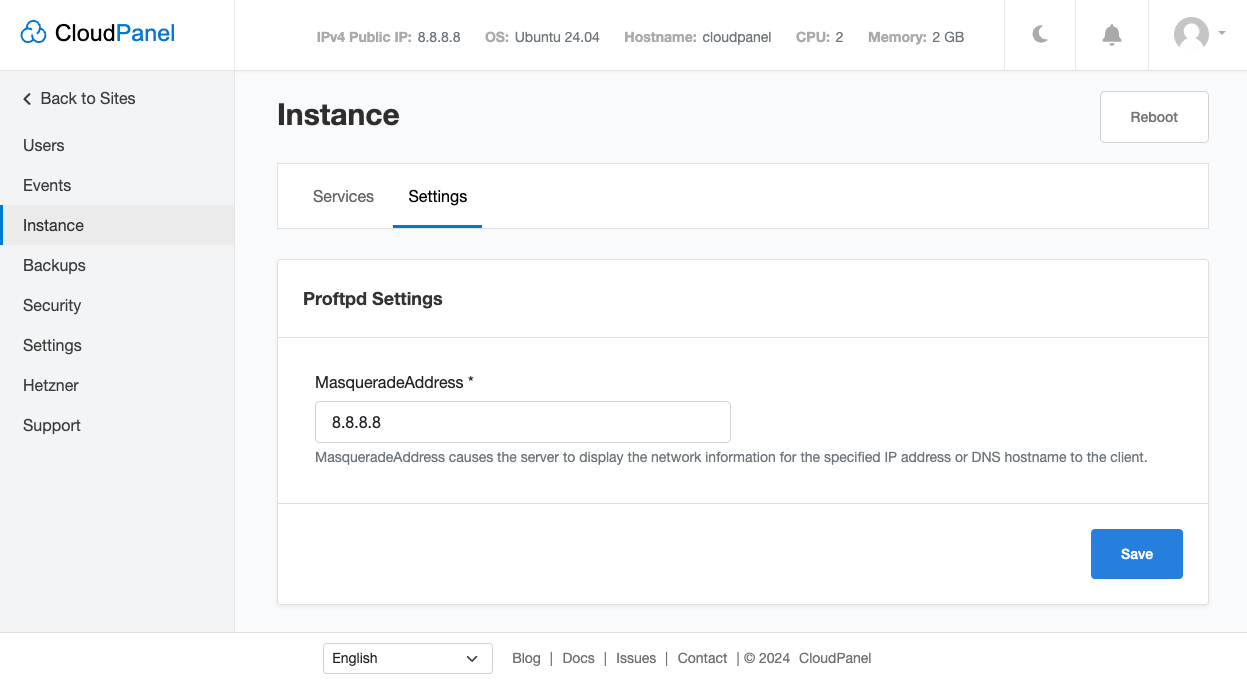 CloudPanel
IPv4 Public IP: 8.8.8.8 OS: Ubuntu 24.04 Hostname: cloudpanel CPU: 2 Memory: 2 GB
Back to Sites
Users
Events
Instance
Backups
Security
Settings
Hetzner
Support
Instance
Reboot
Services Settings
Proftpd Settings
MasqueradeAddress *
8.8.8.8
MasqueradeAddress causes the server to display the network information for the specified IP address or DNS hostname to the client.
Save
English Blog | Docs | Issues | Contact | © 2024 CloudPanel